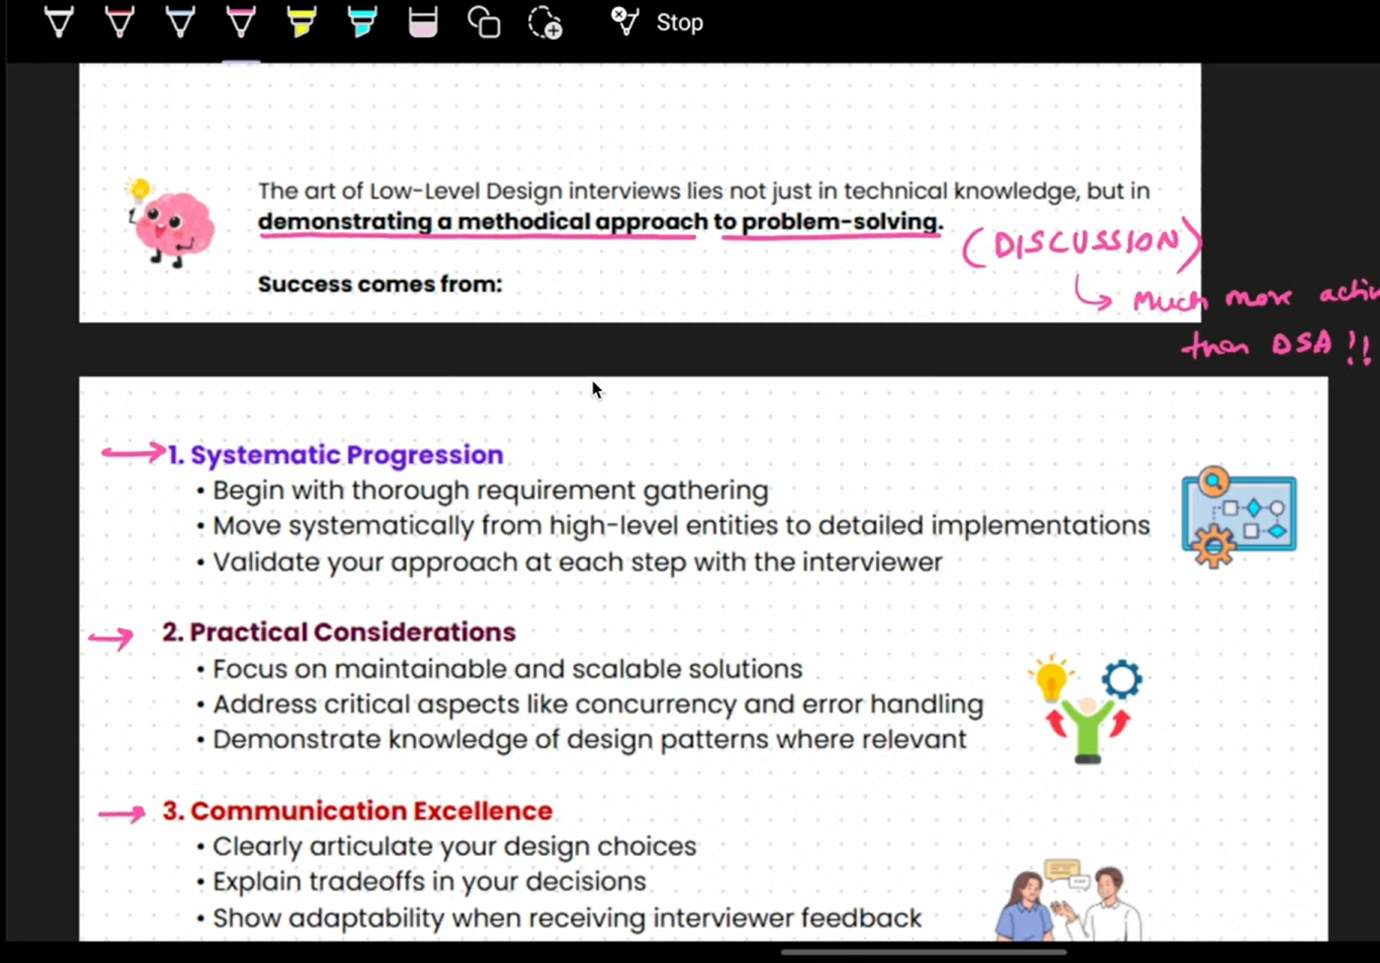 Stop
The art of Low-Level Design interviews lies not just in technical knowledge, but in
demonstrating a methodical approach to problem-solving.
(DISCUSSION)
Success comes from:
Much more
then DSA !!
1. Systematic Progression
• Begin with thorough requirement gathering
• Move systematically from high-level entities to detailed implementations
• Validate your approach at each step with the interviewer
2. Practical Considerations
• Focus on maintainable and scalable solutions
• Address critical aspects like concurrency and error handling
• Demonstrate knowledge of design patterns where relevant
3. Communication Excellence
• Clearly articulate your design choices
• Explain tradeoffs in your decisions
• Show adaptability when receiving interviewer feedback